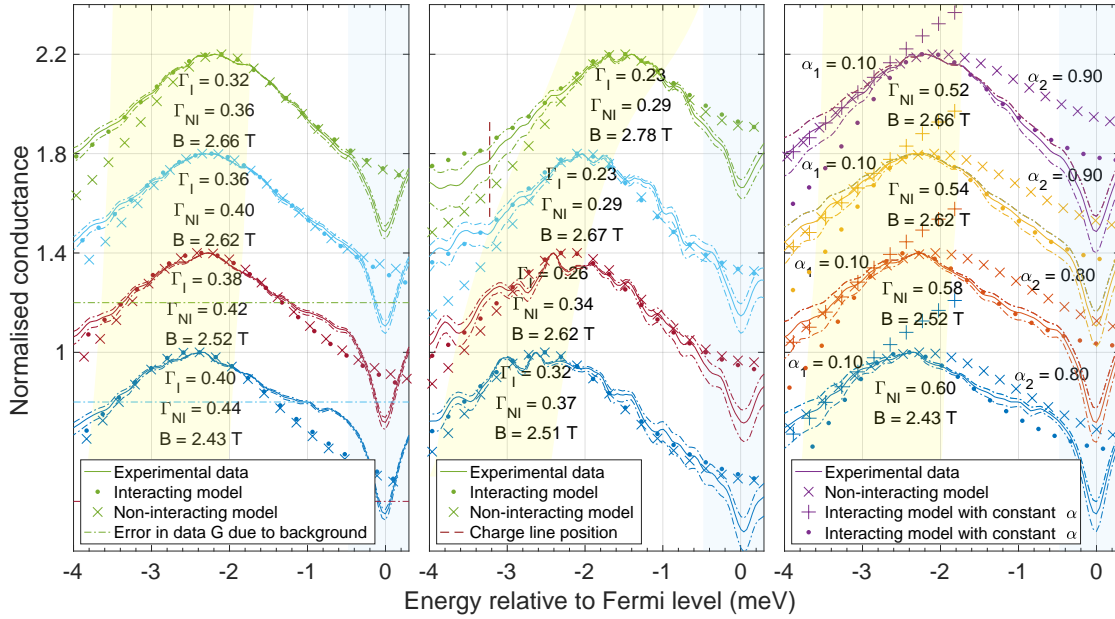 Normalised conductance
2.2
1.8
1.4
1
Γ_I = 0.32
Γ_NI = 0.36
B = 2.66 T
Γ_I = 0.36
Γ_NI = 0.40
B = 2.62 T
Γ_I = 0.38
Γ_NI = 0.42
B = 2.52 T
Γ_I = 0.40
Γ_NI = 0.44
B = 2.43 T
Experimental data
Interacting model
Non-interacting model
Error in data G due to background
-4 -3 -2 -1 0
Γ_I = 0.23
Γ_NI = 0.29
B = 2.78 T
Γ_I = 0.23
Γ_NI = 0.29
B = 2.67 T
Γ_I = 0.26
Γ_NI = 0.34
B = 2.62 T
Γ_I = 0.32
Γ_NI = 0.37
B = 2.51 T
Experimental data
Interacting model
Non-interacting model
Charge line position
-4 -3 -2 -1 0
α_1 = 0.10
α_2 = 0.90
Γ_NI = 0.52
B = 2.66 T
α_1 = 0.10
α_2 = 0.90
Γ_NI = 0.54
B = 2.62 T
α_1 = 0.10
α_2 = 0.80
Γ_NI = 0.58
B = 2.52 T
α_1 = 0.10
α_2 = 0.80
Γ_NI = 0.60
B = 2.43 T
Experimental data
Non-interacting model
Interacting model with constant α
Interacting model with constant α
-4 -3 -2 -1 0
Energy relative to Fermi level (meV)